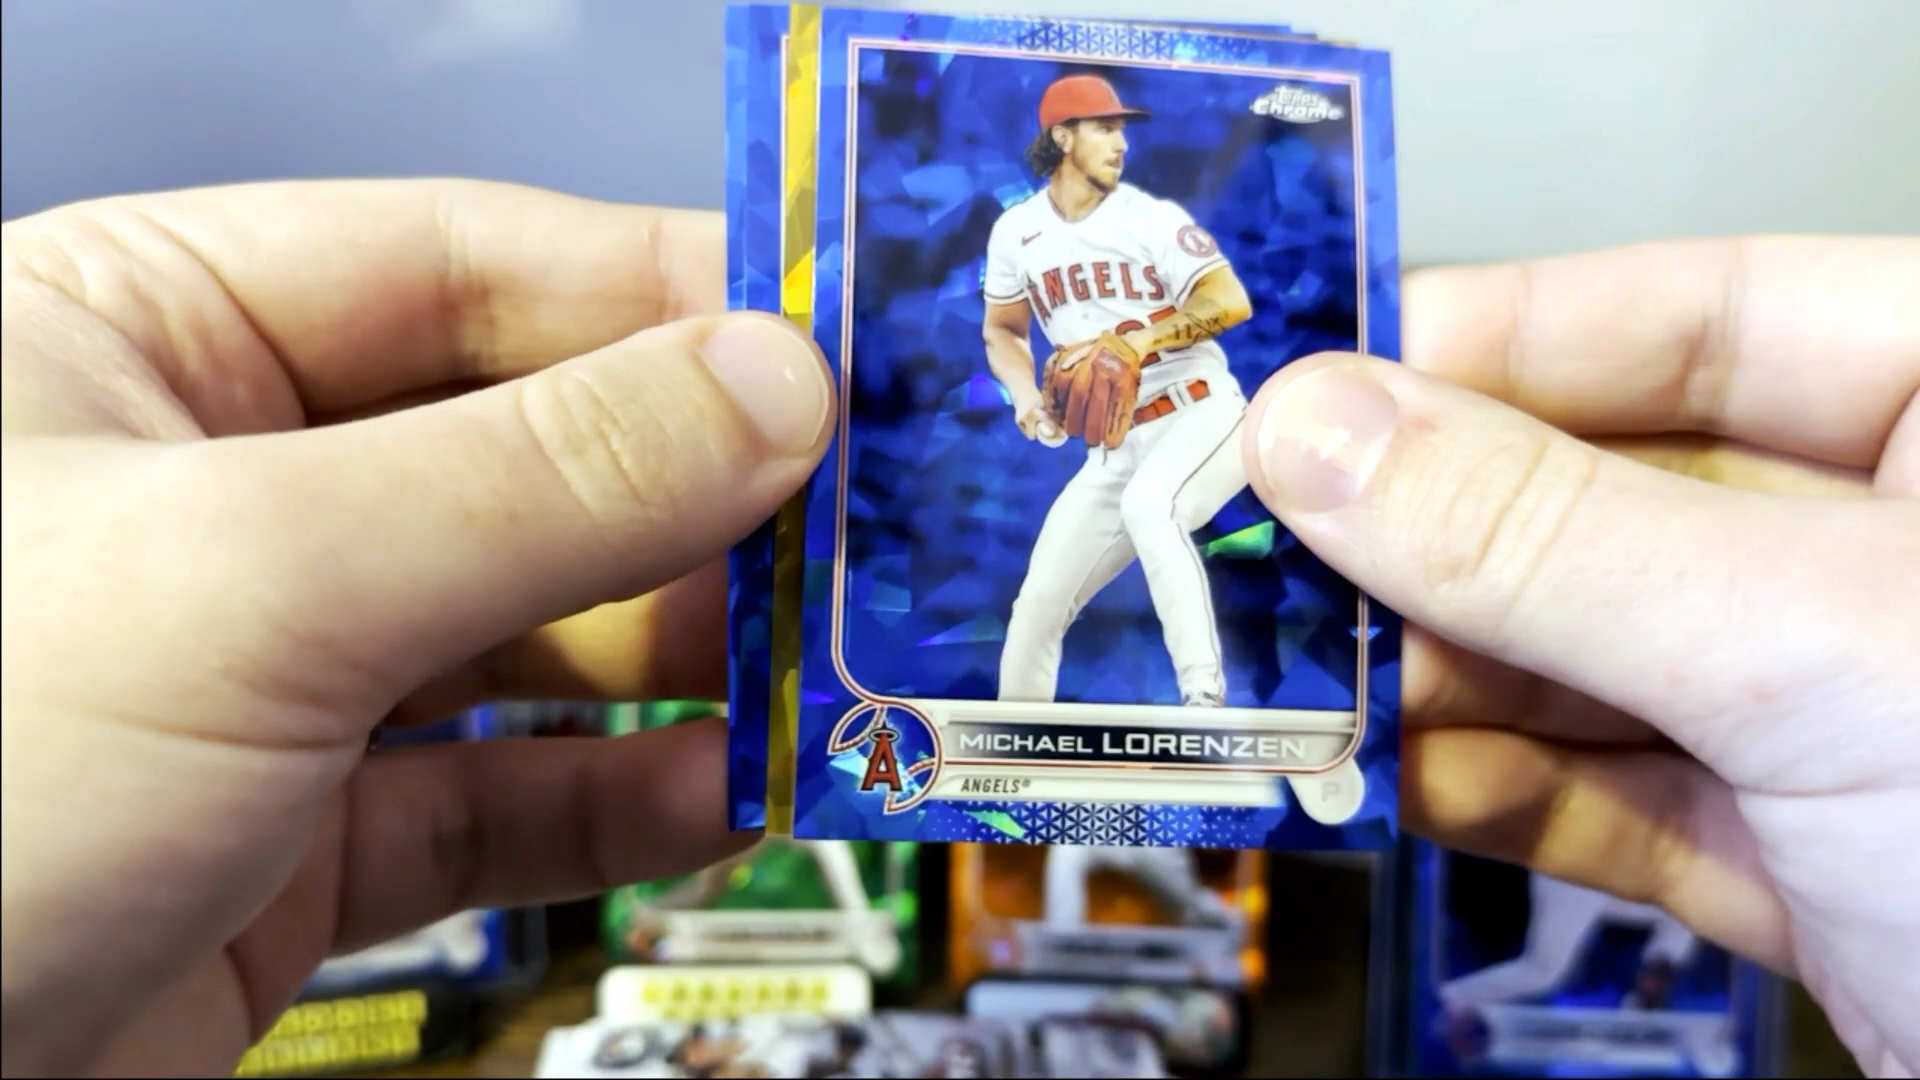 Topps
Chrome
ANGELS
A
MICHAEL LORENZEN
ANGELS®
P